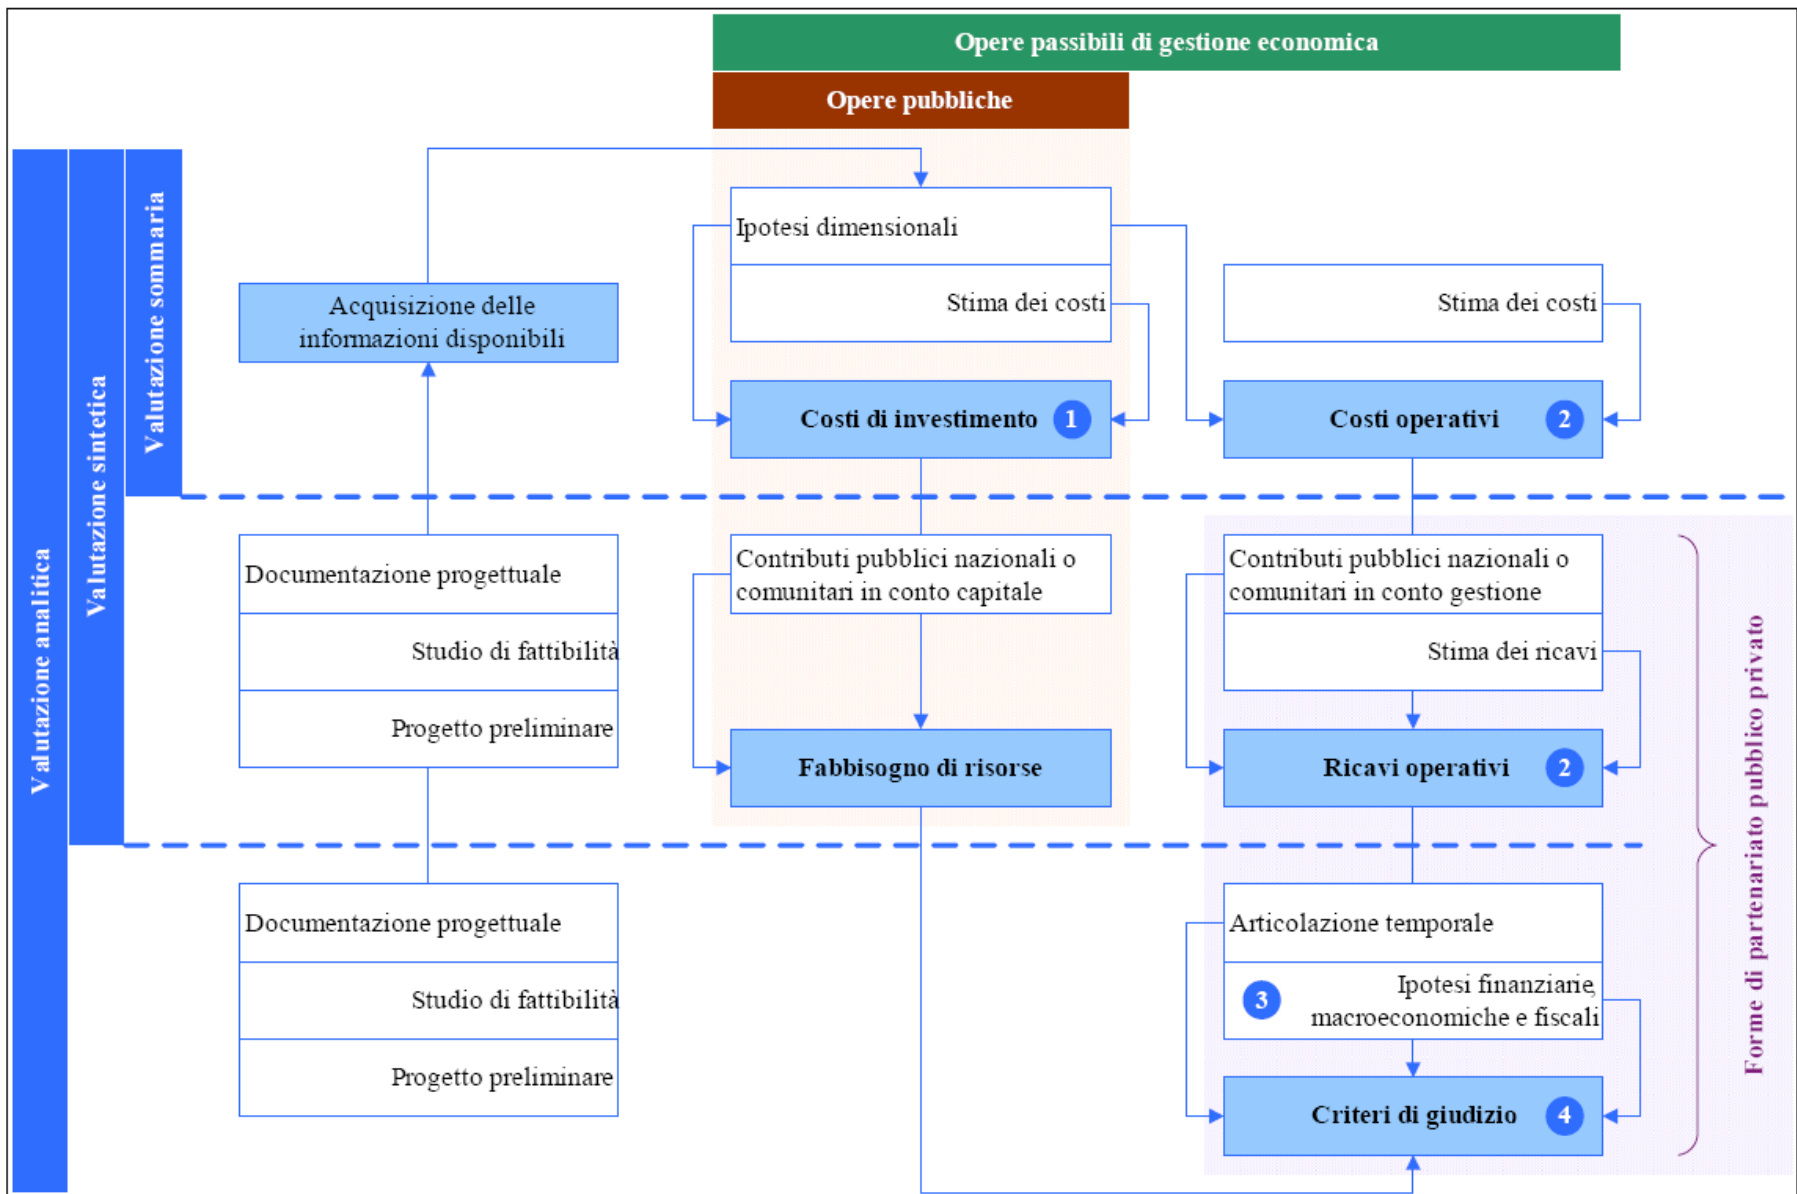 Opere passibili di gestione economica
Opere pubbliche
Valutazione analitica
Valutazione sintetica
Valutazione sommaria
Acquisizione delle
informazioni disponibili
Ipotesi dimensionali
Stima dei costi
Stima dei costi
Costi di investimento 1
Costi operativi 2
Documentazione progettuale
Studio di fattibilità
Progetto preliminare
Contributi pubblici nazionali o
comunitari in conto capitale
Contributi pubblici nazionali o
comunitari in conto gestione
Stima dei ricavi
Fabbisogno di risorse
Ricavi operativi 2
Forme di partenariato pubblico privato
Documentazione progettuale
Studio di fattibilità
Progetto preliminare
Articolazione temporale
3 Ipotesi finanziarie,
macroeconomiche e fiscali
Criteri di giudizio 4